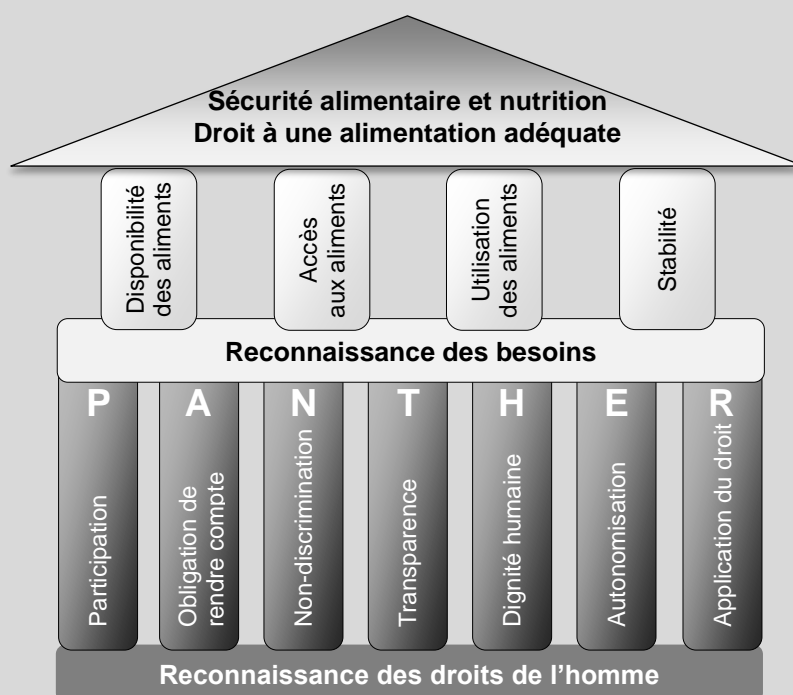 Sécurité alimentaire et nutrition
Droit à une alimentation adéquate
Disponibilité
des aliments
Accès
aux aliments
Utilisation
des aliments
Stabilité
Reconnaissance des besoins
P A N T H E R
Participation
Obligation de
rendre compte
Non-discrimination
Transparence
Dignité humaine
Autonomisation
Application du droit
Reconnaissance des droits de l’homme